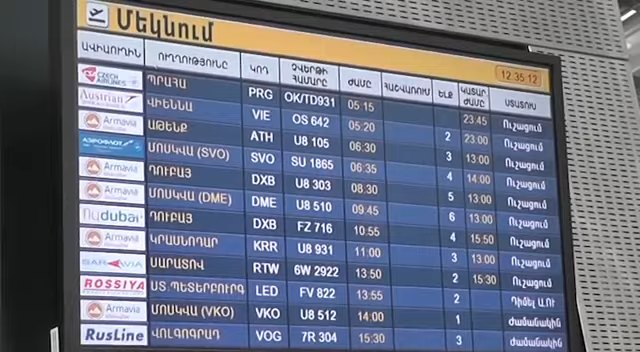 Մեկնում
12:35:12
ԱՎԻԱՈՒՂԻՆ ՈՒՂՂՈՒԹՅՈՒՆԸ ԿՈԴ ՉՎԵՐԹԻ ՀԱՄԱՐԸ ԺԱՄԸ ՀԱՇՎԱՌՈՒՄ ԵԼՔ ԿԱՏԱՐ ԺԱՄԸ ՍՏԱՏՈՒՍ
CZECH AIRLINES ՊՐԱՀԱ PRG OK/TD931 05:15 23:45 Ուշացում
Austrian ՎԻԵՆՆԱ VIE OS 642 05:20 2 23:00 Ուշացում
Armavia ԱԹԵՆՔ ATH U8 105 06:30 3 13:00 Ուշացում
АЭРОФЛОТ ՄՈՍԿՎԱ (SVO) SVO SU 1865 06:35 4 14:00 Ուշացում
Armavia ԴՈՒԲԱՅ DXB U8 303 08:30 5 13:00 Ուշացում
Armavia ՄՈՍԿՎԱ (DME) DME U8 510 09:45 6 13:00 Ուշացում
flydubai ԴՈՒԲԱՅ DXB FZ 716 10:55 4 15:50 Ուշացում
Armavia ԿՐԱՍՆՈԴԱՐ KRR U8 931 11:00 3 13:00 Ուշացում
SARAVIA ՍԱՐԱՏՈՎ RTW 6W 2922 13:50 2 15:30 Ուշացում
ROSSIYA ՍՏ.ՊԵՏԵՐԲՈՒՐԳ LED FV 822 13:55 2 Դիմել Ա.ՈՒ
Armavia ՄՈՍԿՎԱ (VKO) VKO U8 512 14:00 1 Ժամանակին
RusLine ՎՈԼԳՈԳՐԱԴ VOG 7R 304 15:30 3 Ժամանակին